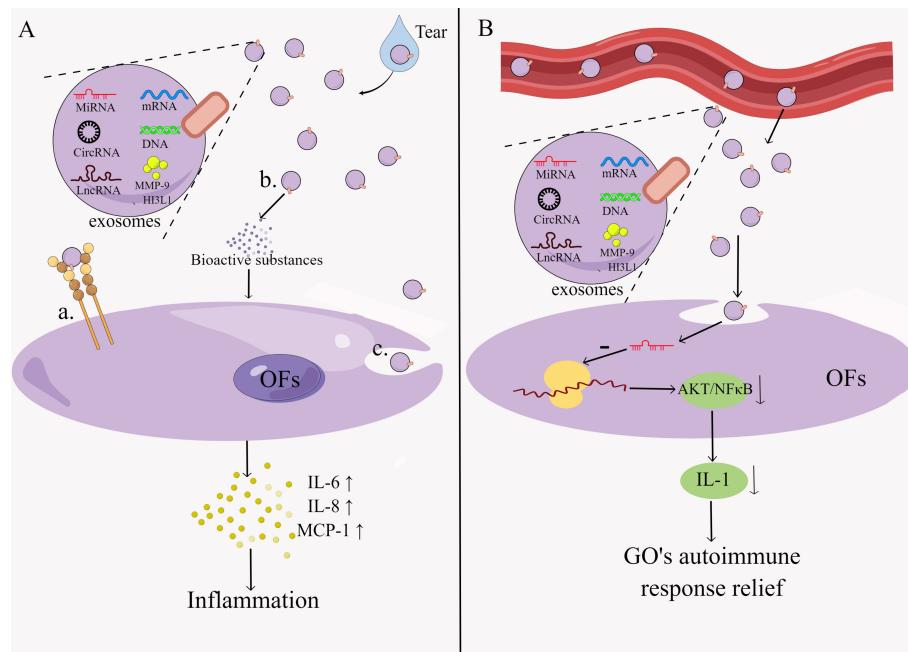 A
Tear
MiRNA
mRNA
CircRNA
DNA
LncRNA
MMP-9
、HI3L1
exosomes
b.
Bioactive substances
a.
c.
OFs
IL-6 ↑
IL-8 ↑
MCP-1 ↑
Inflammation
B
MiRNA
mRNA
CircRNA
DNA
LncRNA
MMP-9
、HI3L1
exosomes
-
OFs
AKT/NFκB ↓
IL-1 ↓
GO's autoimmune
response relief